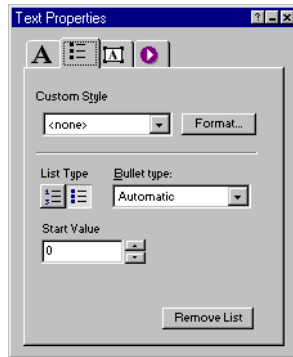 Text Properties
A A
Custom Style
<none> Format...
List Type Bullet type:
Automatic
Start Value
0
Remove List